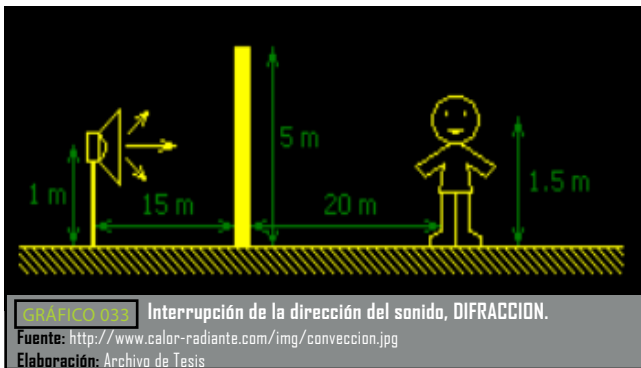 5 m
1 m
15 m
20 m
1.5 m
GRÁFICO 033 Interrupción de la dirección del sonido, DIFRACCION.
Fuente: http://www.calor-radiante.com/img/conveccion.jpg
Elaboración: Archivo de Tesis